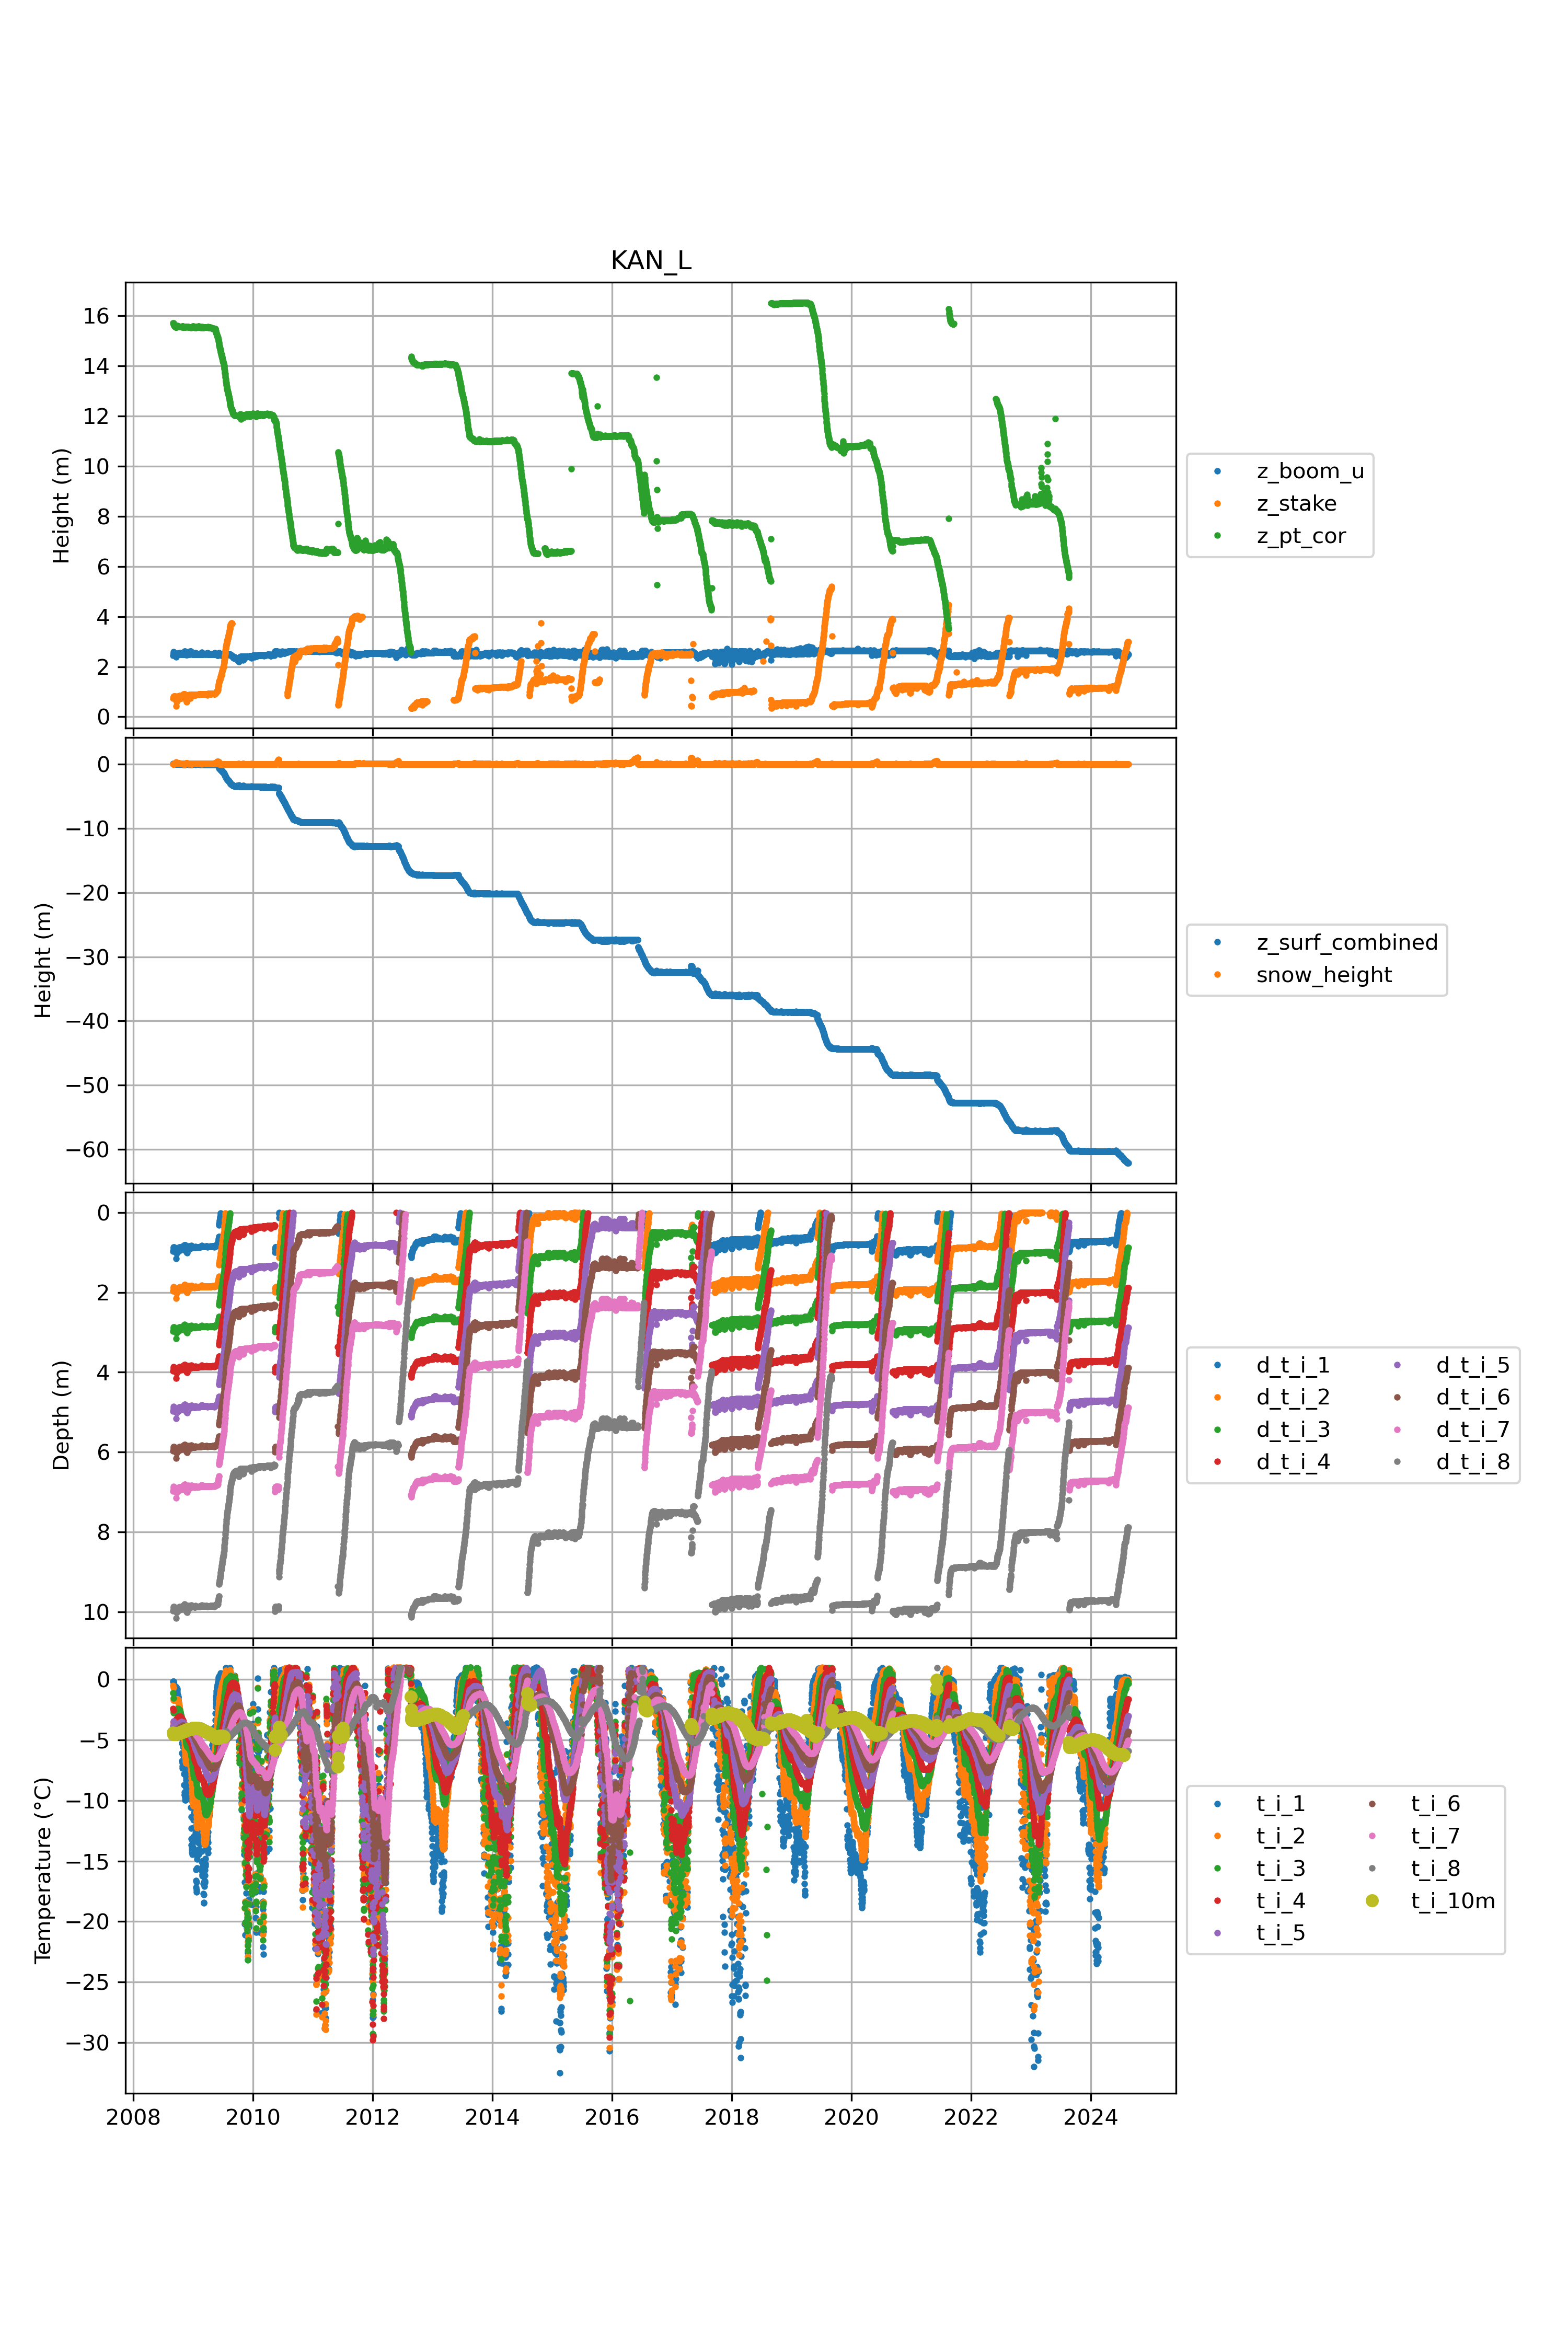 KAN_L
16
14
12
10
8
6
4
2
0
Height (m)
z_boom_u
z_stake
z_pt_cor
0
−10
−20
−30
−40
−50
−60
Height (m)
z_surf_combined
snow_height
0
2
4
6
8
10
Depth (m)
d_t_i_1
d_t_i_2
d_t_i_3
d_t_i_4
d_t_i_5
d_t_i_6
d_t_i_7
d_t_i_8
0
−5
−10
−15
−20
−25
−30
Temperature (°C)
t_i_1
t_i_2
t_i_3
t_i_4
t_i_5
t_i_6
t_i_7
t_i_8
t_i_10m
2008 2010 2012 2014 2016 2018 2020 2022 2024